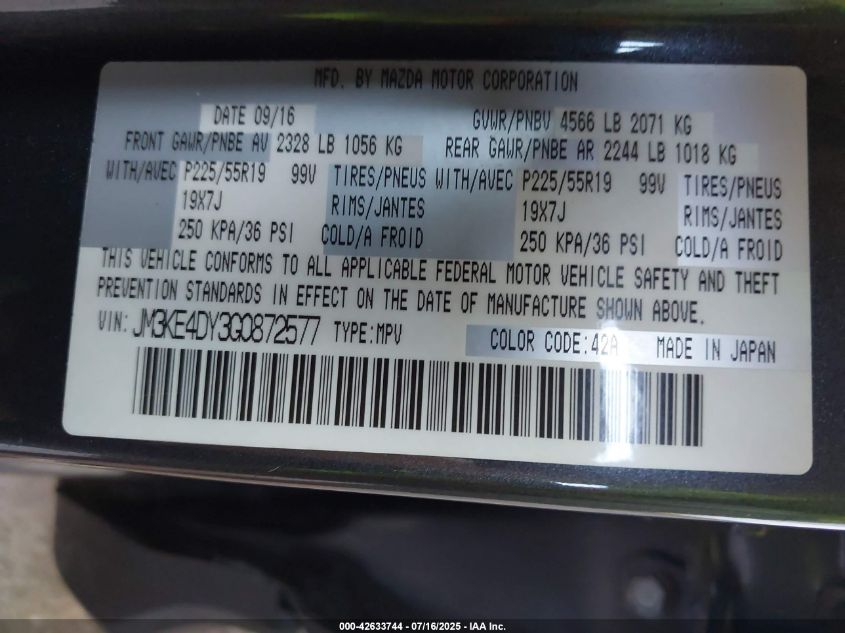 MFD. BY MAZDA MOTOR CORPORATION
DATE 09/16 GVWR/PNBV 4566 LB 2071 KG
FRONT GAWR/PNBE AV 2328 LB 1056 KG REAR GAWR/PNBE AR 2244 LB 1018 KG
WITH/AVEC P225/55R19 99V TIRES/PNEUS WITH/AVEC P225/55R19 99V TIRES/PNEUS
19X7J RIMS/JANTES 19X7J RIMS/JANTES
250 KPA/36 PSI COLD/A FROID 250 KPA/36 PSI COLD/A FROID
THIS VEHICLE CONFORMS TO ALL APPLICABLE FEDERAL MOTOR VEHICLE SAFETY AND THEFT
PREVENTION STANDARDS IN EFFECT ON THE DATE OF MANUFACTURE SHOWN ABOVE.
VIN: JM3KE4DY3G0872577 TYPE:MPV COLOR CODE:42A MADE IN JAPAN
000-42633744 - 07/16/2025 - IAA Inc.